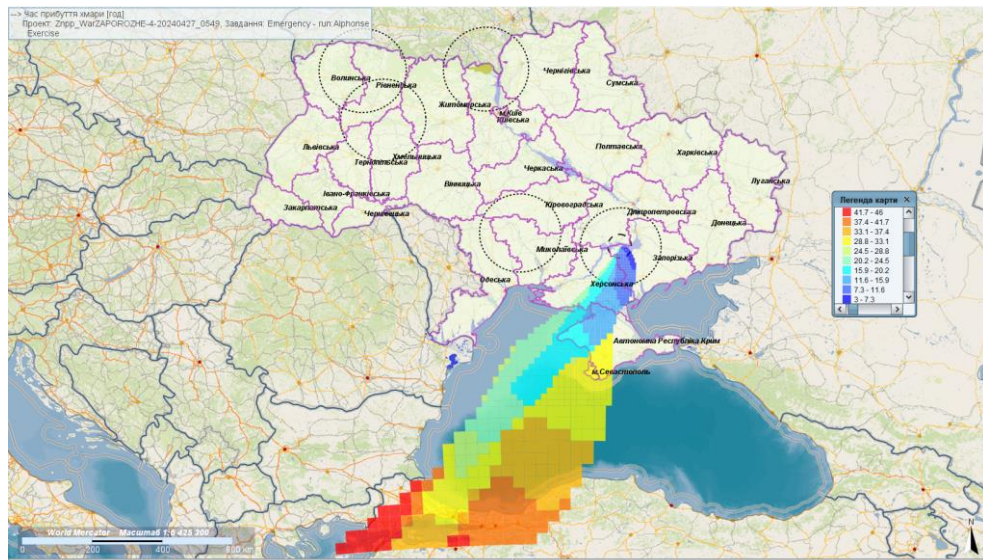 --> Час прибуття хмари [год]
Проект: Znpp_WarZAPOROZHE-4-20240427_0549, Завдання: Emergency - run:Alphonse
Exercise
Волинська
Рівненська
Чернігівська
Сумська
Житомирська
м.Київ
Київська
Львівська
Тернопільська
Хмельницька
Полтавська
Харківська
Черкаська
Вінницька
Луганська
Івано-Франківська
Закарпатська
Чернівецька
Кіровоградська
Дніпропетровська
Донецька
Миколаївська
Запорізька
Одеська
Херсонська
Автономна Республіка Крим
м.Севастополь
Легенда карти
41.7 - 46
37.4 - 41.7
33.1 - 37.4
28.8 - 33.1
24.5 - 28.8
20.2 - 24.5
15.9 - 20.2
11.6 - 15.9
7.3 - 11.6
3 - 7.3
World Mercator Масштаб 1:6 425 200
0 200 400 600 км
N